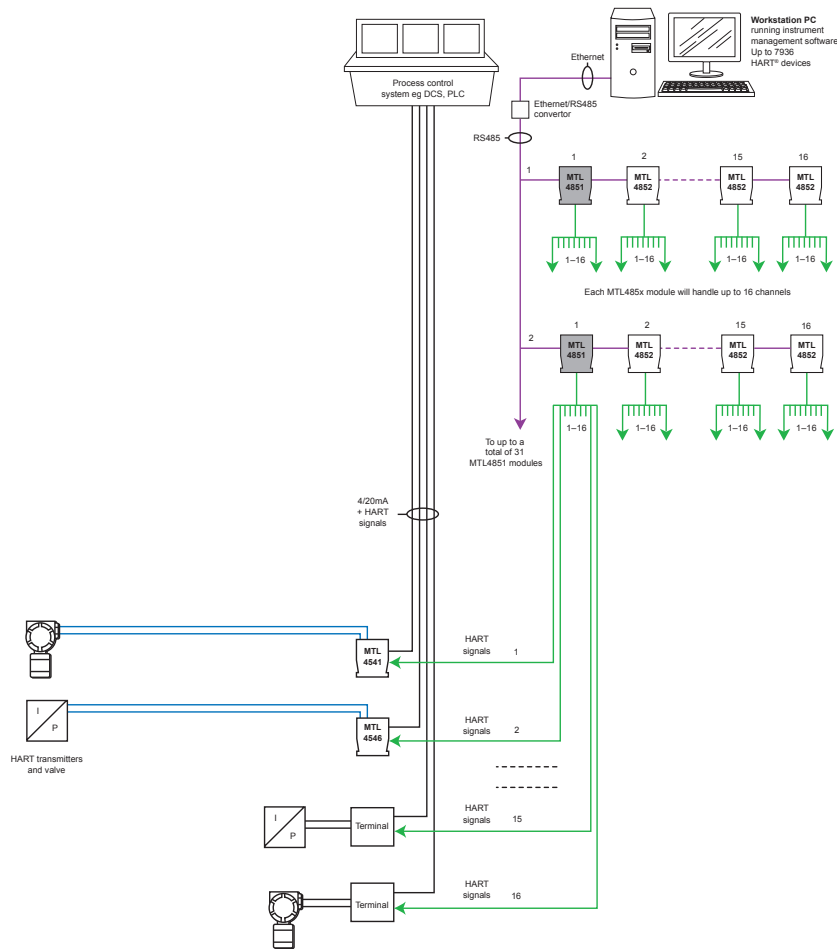 Workstation PC
running instrument
management software
Up to 7936
HART® devices
Ethernet
Process control
system eg DCS, PLC
Ethernet/RS485
convertor
RS485
1
1
MTL
4851
2
MTL
4852
15
MTL
4852
16
MTL
4852
1–16
1–16
1–16
1–16
Each MTL485x module will handle up to 16 channels
2
1
MTL
4851
2
MTL
4852
15
MTL
4852
16
MTL
4852
1–16
1–16
1–16
1–16
To up to a
total of 31
MTL4851 modules
4/20mA
+ HART
signals
MTL
4541
HART
signals 1
I
P
MTL
4546
HART
signals 2
HART transmitters
and valve
I
P
Terminal
HART
signals 15
Terminal
HART
signals 16